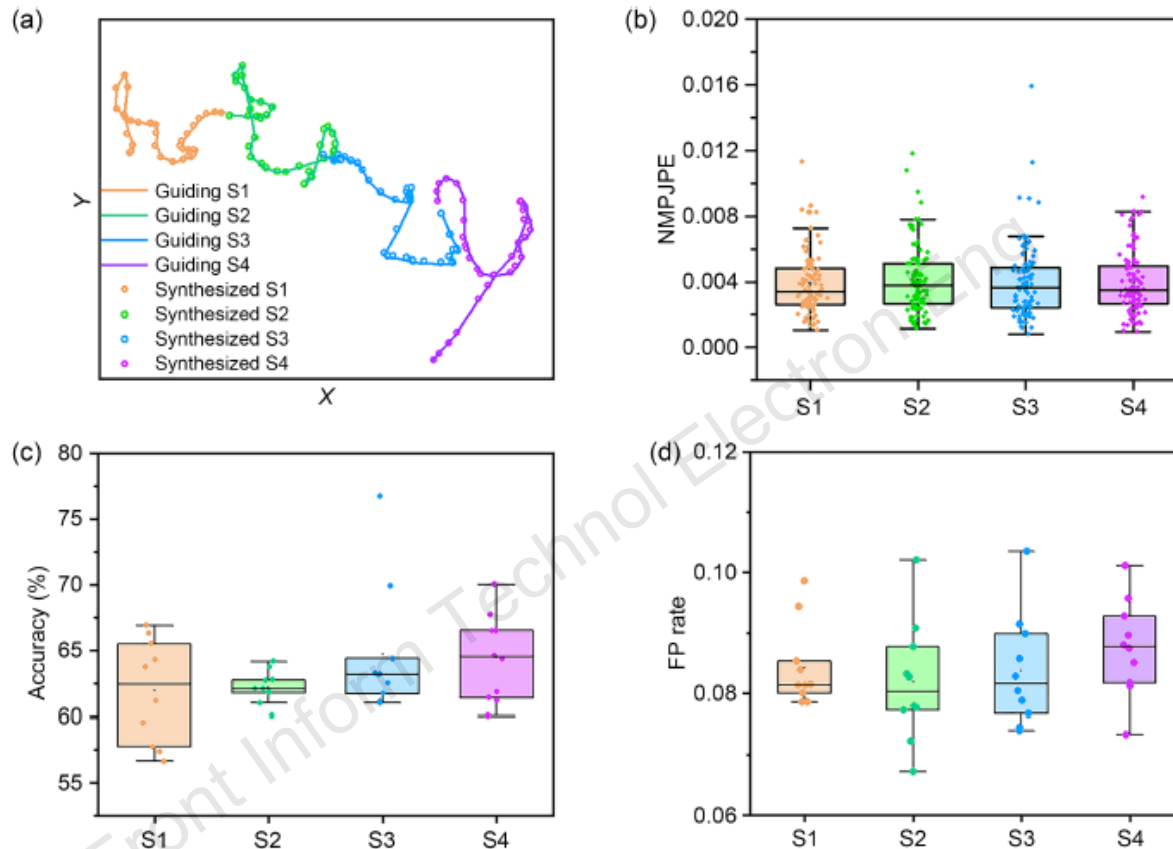 (a)
Y
Guiding S1
Guiding S2
Guiding S3
Guiding S4
Synthesized S1
Synthesized S2
Synthesized S3
Synthesized S4
X
(b)
NMPJPE
0.020
0.016
0.012
0.008
0.004
0.000
S1 S2 S3 S4
(c)
Accuracy (%)
80
75
70
65
60
55
S1 S2 S3 S4
(d)
FP rate
0.12
0.10
0.08
0.06
S1 S2 S3 S4
Front Inform Technol Electron Eng